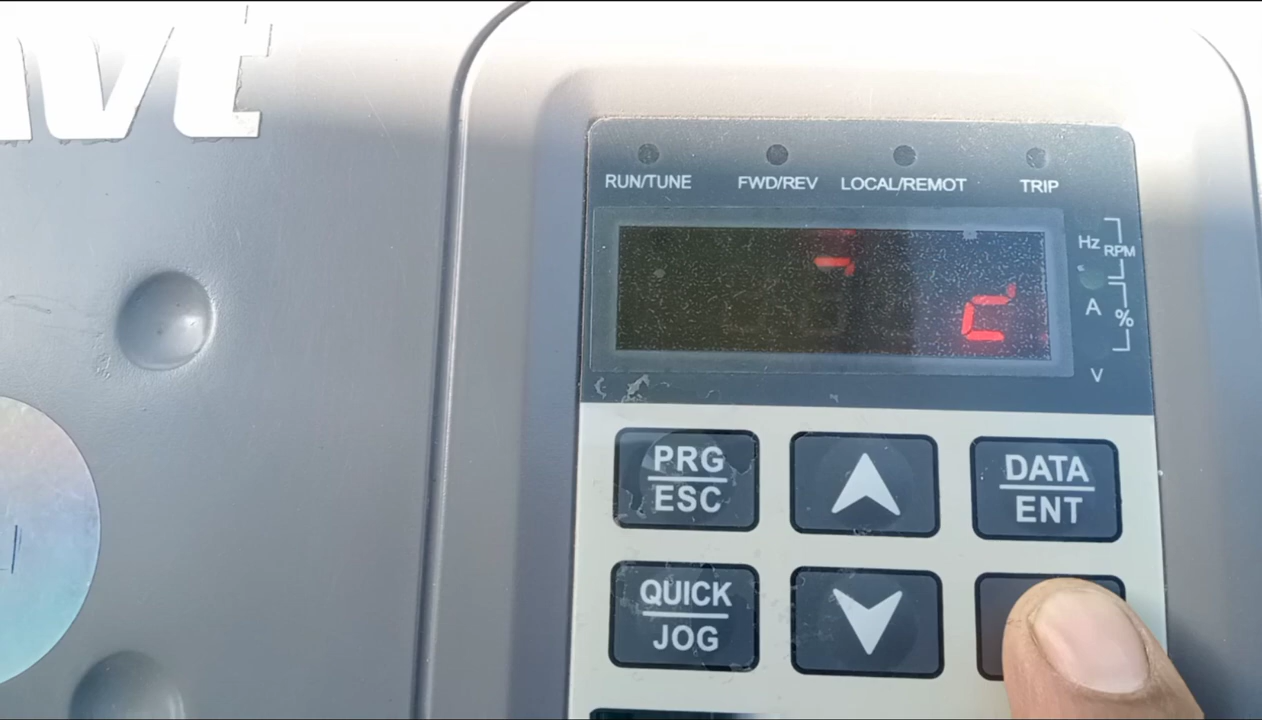 nvt
RUN/TUNE FWD/REV LOCAL/REMOT TRIP
Hz RPM
A %
V
PRG
ESC
DATA
ENT
QUICK
JOG